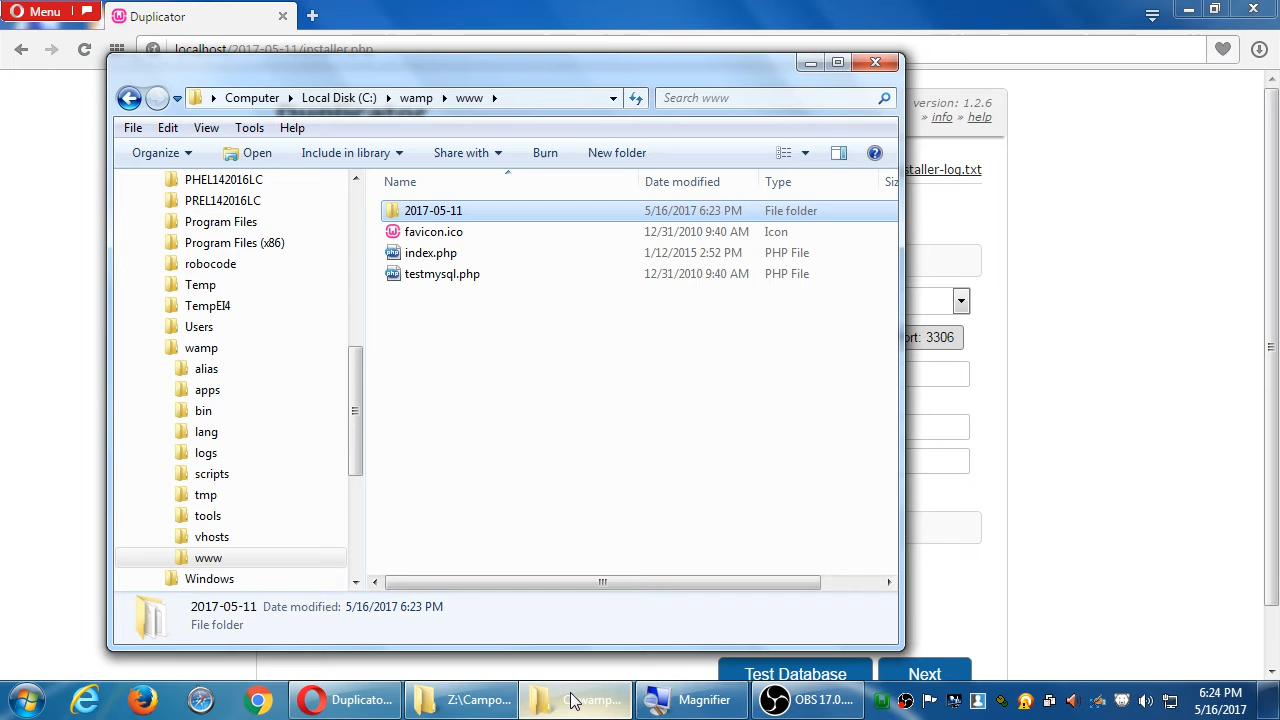 Menu
Duplicator
localhost/2017-05-11/installer.php
version: 1.2.6
» info » help
Computer Local Disk (C:) wamp www
Search www
File Edit View Tools Help
Organize Open Include in library Share with Burn New folder
staller-log.txt
Name Date modified Type Siz
PHEL142016LC
PREL142016LC
Program Files
Program Files (x86)
robocode
Temp
TempEI4
Users
wamp
alias
apps
bin
lang
logs
scripts
tmp
tools
vhosts
www
Windows
2017-05-11 5/16/2017 6:23 PM File folder
favicon.ico 12/31/2010 9:40 AM Icon
index.php 1/12/2015 2:52 PM PHP File
testmysql.php 12/31/2010 9:40 AM PHP File
ort: 3306
2017-05-11 Date modified: 5/16/2017 6:23 PM
File folder
Test Database Next
Duplicato... Z:\Campo... Magnifier OBS 17.0....
6:24 PM
5/16/2017